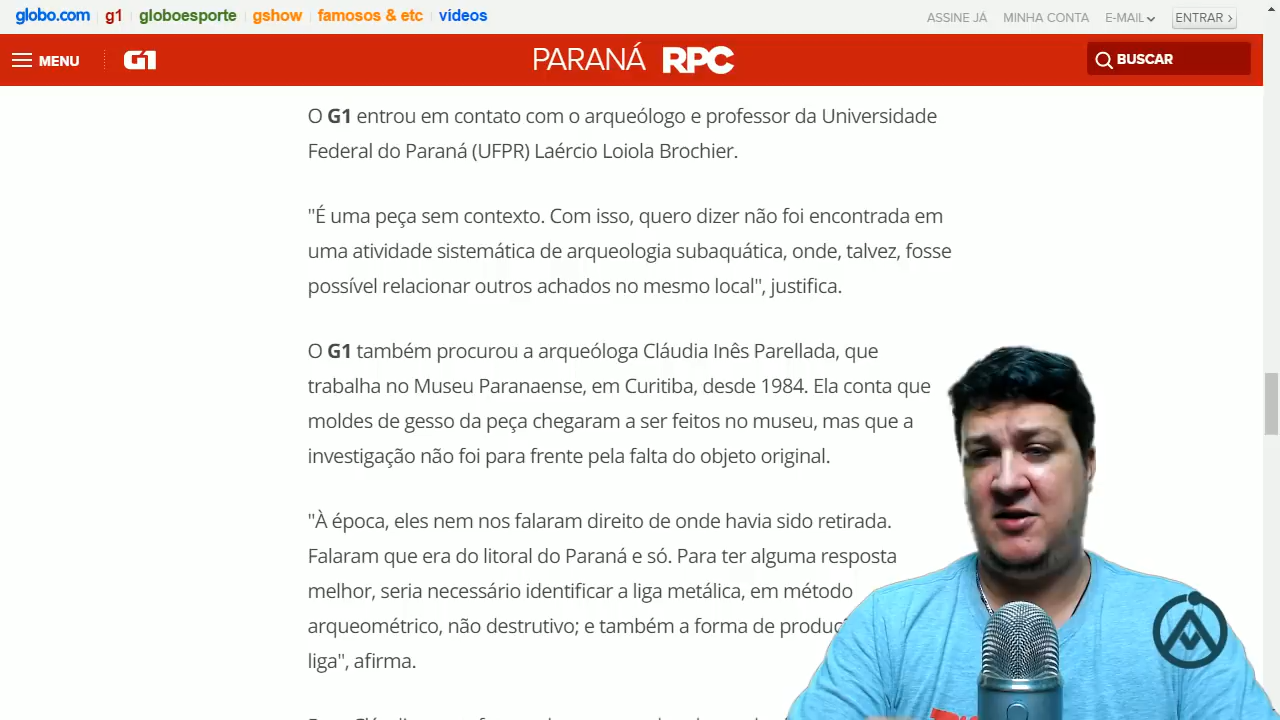 globo.com g1 globoesporte gshow famosos & etc vídeos ASSINE JÁ MINHA CONTA E-MAIL ENTRAR ›
MENU G1 PARANÁ RPC BUSCAR
O G1 entrou em contato com o arqueólogo e professor da Universidade
Federal do Paraná (UFPR) Laércio Loiola Brochier.
"É uma peça sem contexto. Com isso, quero dizer não foi encontrada em
uma atividade sistemática de arqueologia subaquática, onde, talvez, fosse
possível relacionar outros achados no mesmo local", justifica.
O G1 também procurou a arqueóloga Cláudia Inês Parellada, que
trabalha no Museu Paranaense, em Curitiba, desde 1984. Ela conta que
moldes de gesso da peça chegaram a ser feitos no museu, mas que a
investigação não foi para frente pela falta do objeto original.
"À época, eles nem nos falaram direito de onde havia sido retirada.
Falaram que era do litoral do Paraná e só. Para ter alguma resposta
melhor, seria necessário identificar a liga metálica, em método
arqueométrico, não destrutivo; e também a forma de
liga", afirma.